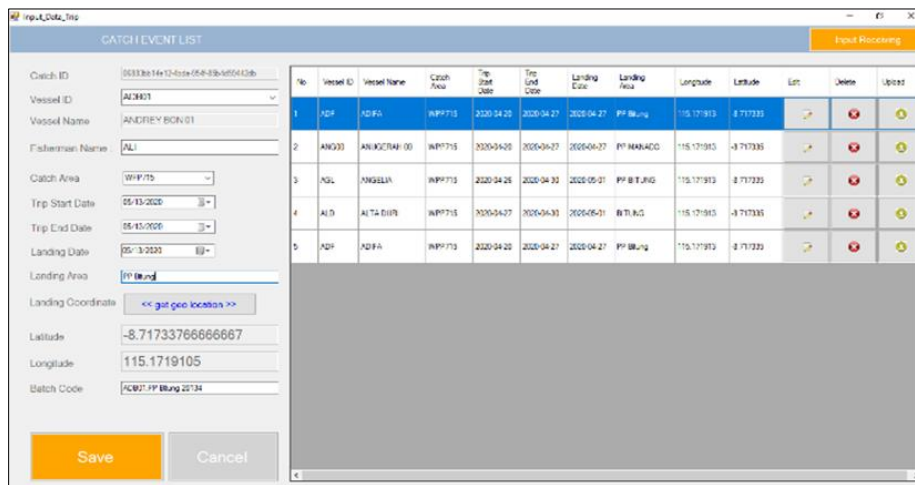 Input_Data_Trip
CATCH EVENT LIST
Input Receiving
Catch ID
Vessel ID ADB01
Vessel Name ANDREY BON 01
Fisherman Name : ALI
Catch Area WPP715
Trip Start Date 05/13/2020
Trip End Date 05/13/2020
Landing Date 05/13/2020
Landing Area PP Bitung
Landing Coordinate << get geo location >>
Latitude -8.71733766666667
Longitude 115.1719105
Batch Code ADB01.PP Bitung 20134
Save
Cancel
No Vessel ID Vessel Name Catch Area Trip Start Date Trip End Date Landing Date Landing Area Longitude Latitude Edit Delete Upload
1 ADF ADIFA WPP715 2020-04-20 2020-04-27 2020-04-27 PP Bitung 115.171913 -8.717335
2 ANG03 ANUGERAH 03 WPP715 2020-04-20 2020-04-27 2020-04-27 PP MANADO 115.171913 -8.717335
3 AGL ANGELIA WPP715 2020-04-26 2020-04-30 2020-05-01 PP BITUNG 115.171913 -8.717335
4 ALD WPP715 2020-04-27 2020-04-30 2020-05-01 BITUNG 115.171913 -8.717335
5 ADF ADIFA WPP715 2020-04-20 2020-04-27 2020-04-27 PP Bitung 115.171913 -8.717335